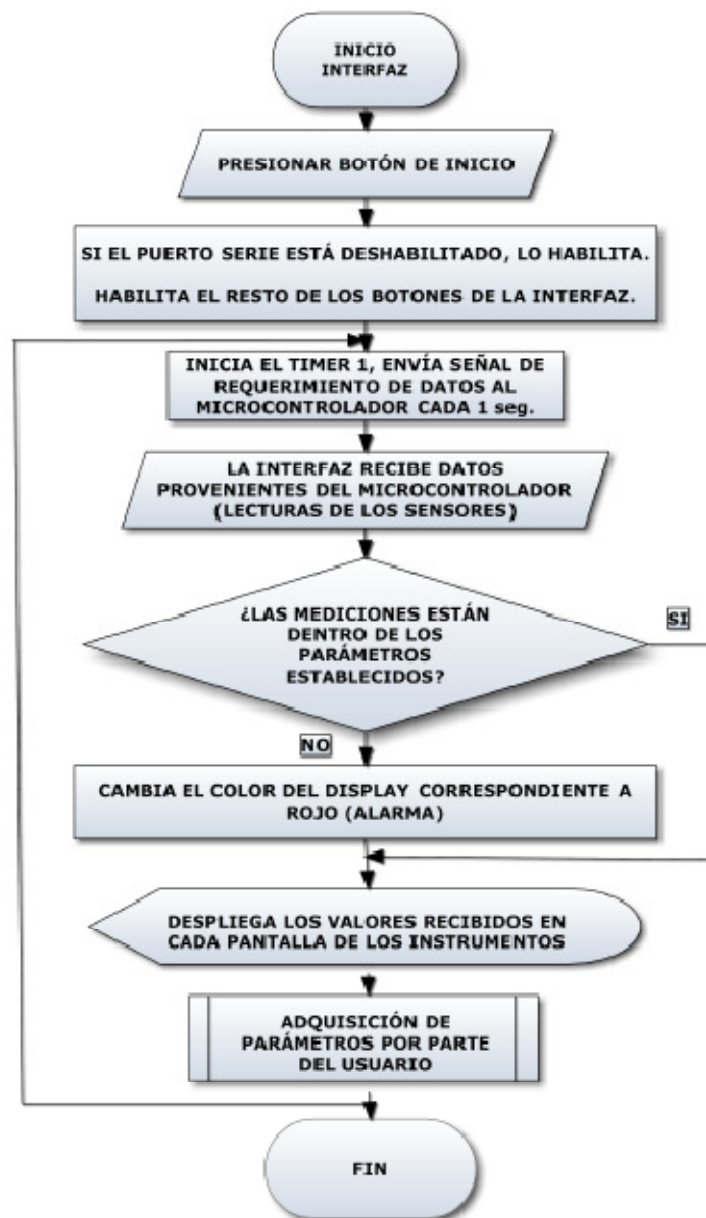 INICIO
INTERFAZ
PRESIONAR BOTÓN DE INICIO
SI EL PUERTO SERIE ESTÁ DESHABILITADO, LO HABILITA.
HABILITA EL RESTO DE LOS BOTONES DE LA INTERFAZ.
INICIA EL TIMER 1, ENVÍA SEÑAL DE
REQUERIMIENTO DE DATOS AL
MICROCONTROLADOR CADA 1 seg.
LA INTERFAZ RECIBE DATOS
PROVENIENTES DEL MICROCONTROLADOR
(LECTURAS DE LOS SENSORES)
¿LAS MEDICIONES ESTÁN
DENTRO DE LOS
PARÁMETROS
ESTABLECIDOS?
SI
NO
CAMBIA EL COLOR DEL DISPLAY CORRESPONDIENTE A
ROJO (ALARMA)
DESPLIEGA LOS VALORES RECIBIDOS EN
CADA PANTALLA DE LOS INSTRUMENTOS
ADQUISICIÓN DE
PARÁMETROS POR PARTE
DEL USUARIO
FIN